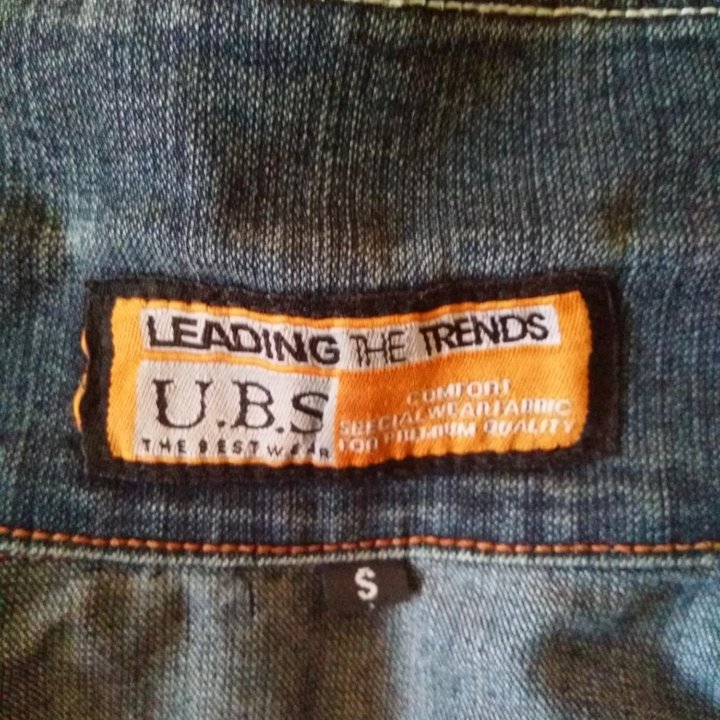 LEADING THE TRENDS
U.B.S
THE BEST WEAR
COMFORT
SPECIAL WEAR FABRIC
FOR PREMIUM QUALITY
S